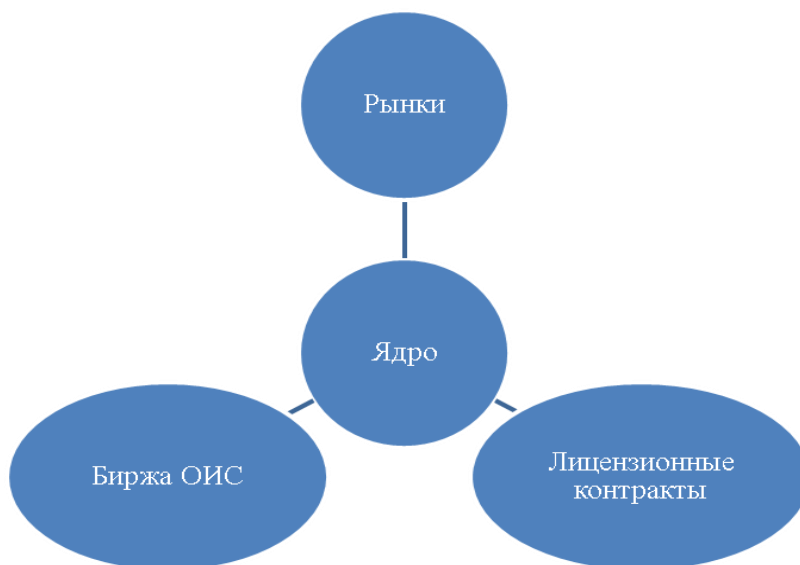 Рынки
Ядро
Биржа ОИС
Лицензионные
контракты